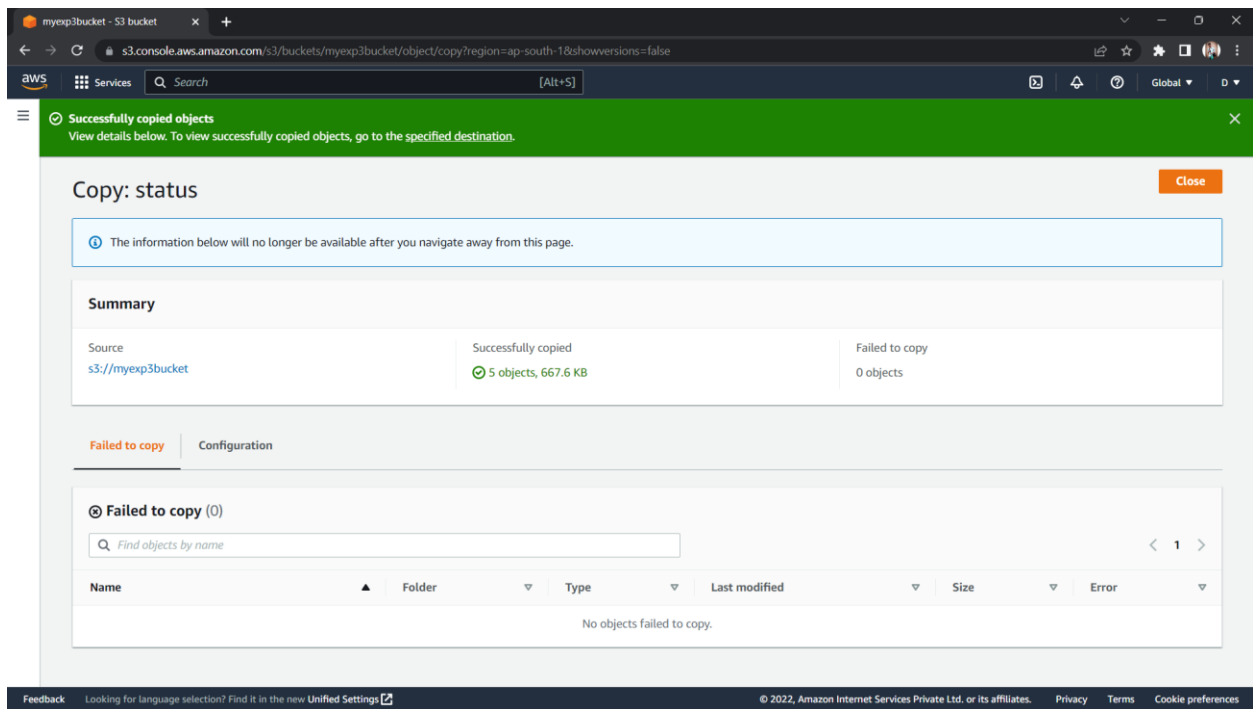 myexp3bucket - S3 bucket
s3.console.aws.amazon.com/s3/buckets/myexp3bucket/object/copy?region=ap-south-1&showversions=false
aws Services Search [Alt+S] Global D
Successfully copied objects
View details below. To view successfully copied objects, go to the specified destination.
Copy: status Close
The information below will no longer be available after you navigate away from this page.
Summary
Source Successfully copied Failed to copy
s3://myexp3bucket 5 objects, 667.6 KB 0 objects
Failed to copy Configuration
Failed to copy (0)
Find objects by name 1
Name Folder Type Last modified Size Error
No objects failed to copy.
Feedback Looking for language selection? Find it in the new Unified Settings © 2022, Amazon Internet Services Private Ltd. or its affiliates. Privacy Terms Cookie preferences